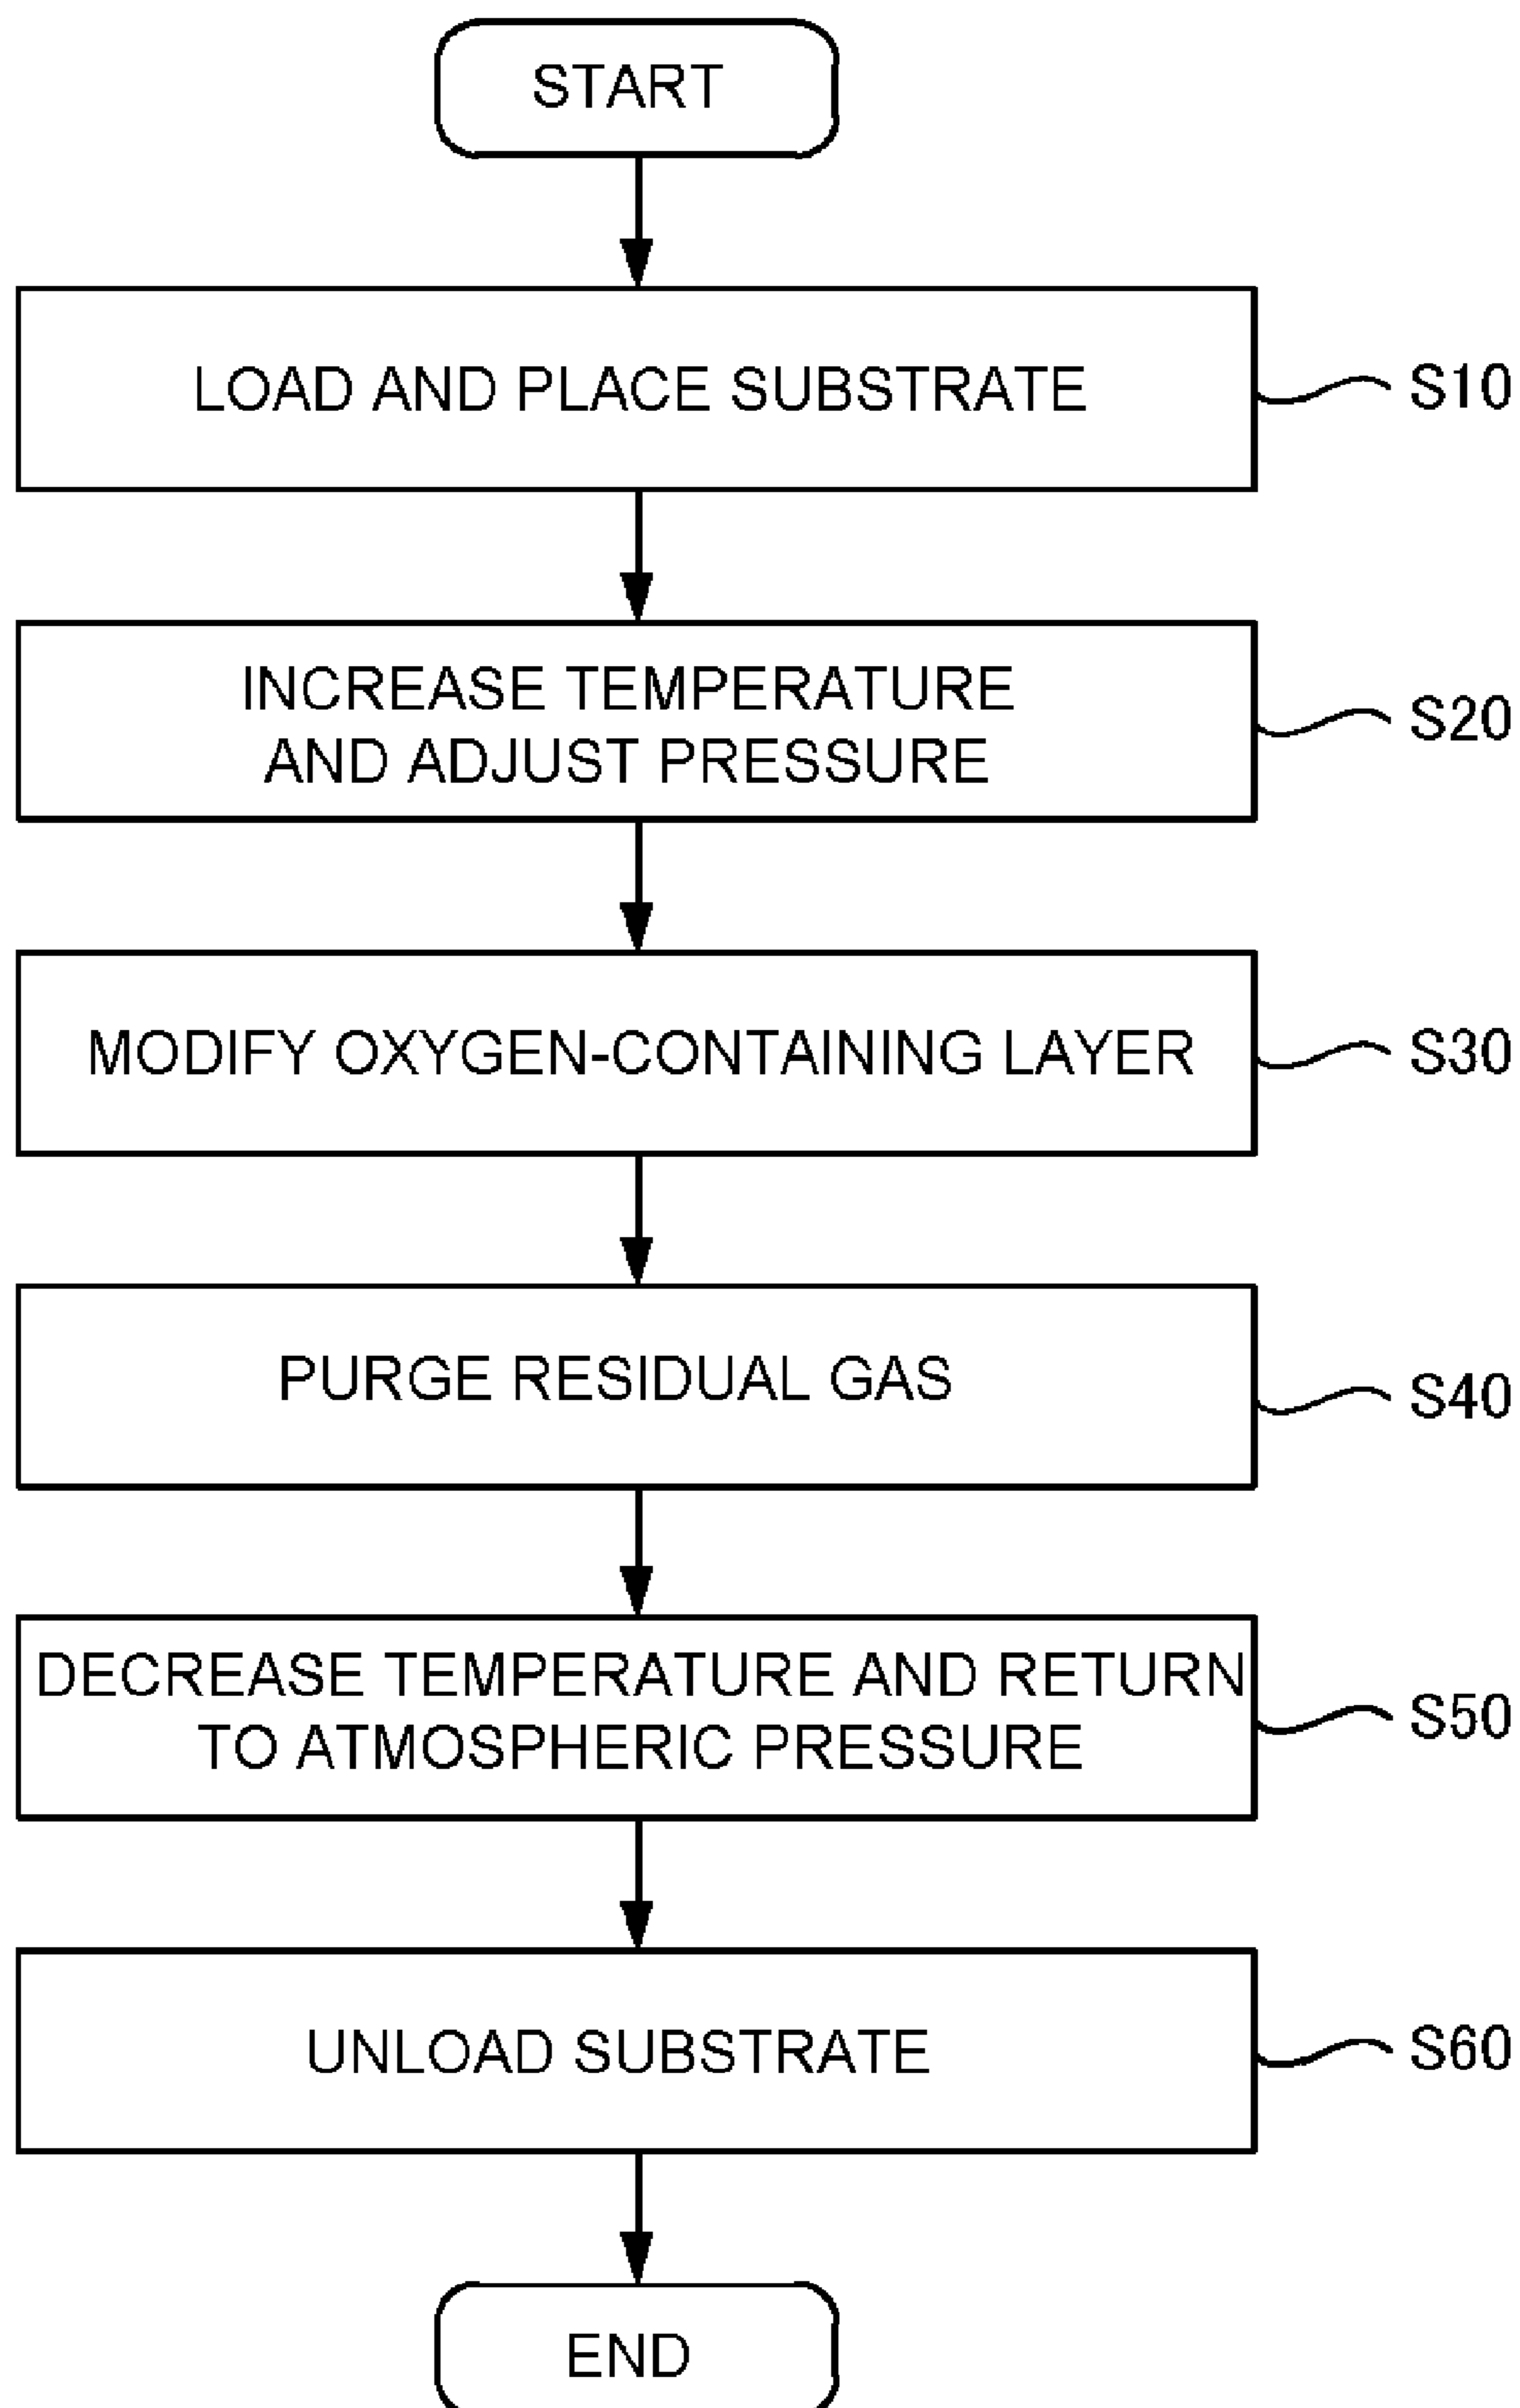 START
LOAD AND PLACE SUBSTRATE
S10
INCREASE TEMPERATURE
AND ADJUST PRESSURE
S20
MODIFY OXYGEN-CONTAINING LAYER
S30
PURGE RESIDUAL GAS
S40
DECREASE TEMPERATURE AND RETURN
TO ATMOSPHERIC PRESSURE
S50
UNLOAD SUBSTRATE
S60
END